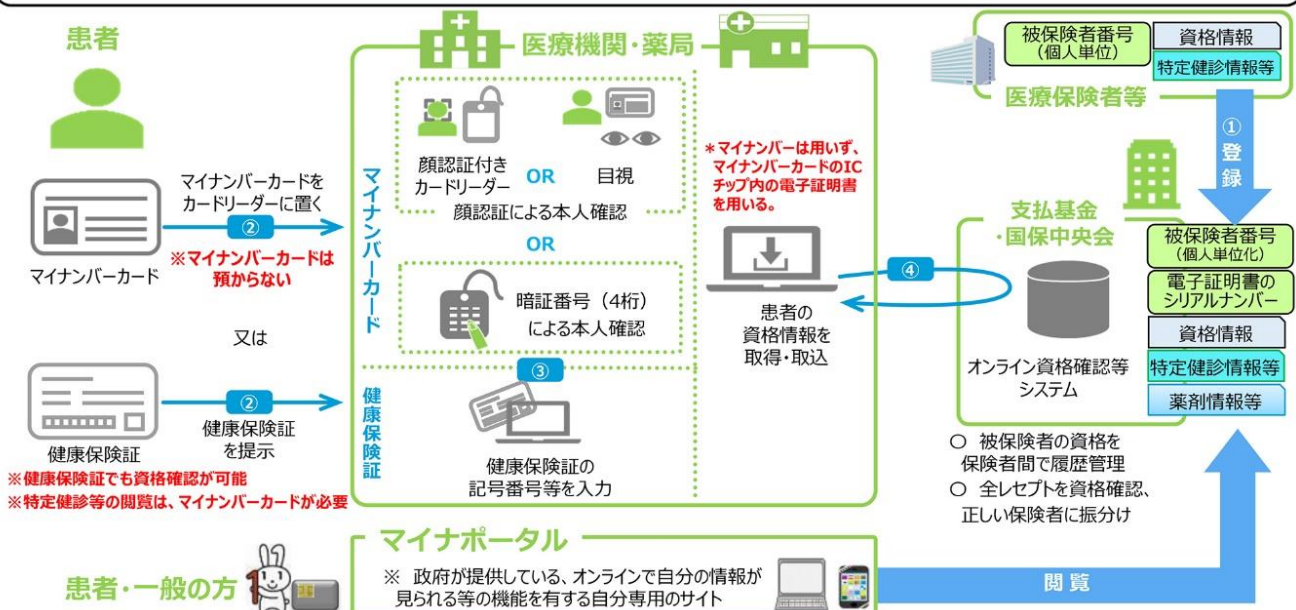 患者
マイナンバーカード
マイナンバーカードを
カードリーダーに置く
②
※マイナンバーカードは
預からない
又は
健康保険証
②
健康保険証
を提示
※健康保険証でも資格確認が可能
※特定健診等の閲覧は、マイナンバーカードが必要
医療機関・薬局
マイナンバーカード
顔認証付き
カードリーダー
OR
目視
顔認証による本人確認
OR
暗証番号（4桁）
による本人確認
③
健康保険証
健康保険証の
記号番号等を入力
＊マイナンバーは用いず、
マイナンバーカードのIC
チップ内の電子証明書
を用いる。
患者の
資格情報を
取得・取込
④
被保険者番号
（個人単位）
資格情報
特定健診情報等
医療保険者等
①
登録
支払基金
・国保中央会
オンライン資格確認等
システム
被保険者番号
（個人単位化）
電子証明書の
シリアルナンバー
資格情報
特定健診情報等
薬剤情報等
○ 被保険者の資格を
保険者間で履歴管理
○ 全レセプトを資格確認、
正しい保険者に振分け
患者・一般の方
マイナポータル
※ 政府が提供している、オンラインで自分の情報が
見られる等の機能を有する自分専用のサイト
閲覧